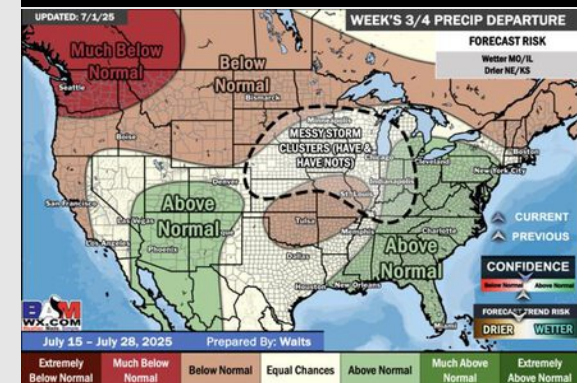 UPDATED: 7/1/25
WEEK'S 3/4 PRECIP DEPARTURE
FORECAST RISK
Wetter MO/IL
Drier NE/KS
Much Below
Normal
Seattle
Below
Normal
Bismarck
Minneapolis
Boise
MESSY STORM
CLUSTERS (HAVE &
HAVE NOTS)
Chicago
Cleveland
Boston
New York City
Indianapolis
Denver
St. Louis
San Francisco
Above
Normal
Las Vegas
Tulsa
Los Angeles
Phoenix
Memphis
Charlotte
Above
Normal
Dallas
Houston
New Orleans
Miami
CURRENT
PREVIOUS
CONFIDENCE
Below Normal
Above Normal
FORECAST TREND RISK
DRIER
WETTER
BAM
WX.COM
July 15 – July 28, 2025
Prepared By: Walts
Extremely
Below Normal
Much Below
Normal
Below Normal
Equal Chances
Above Normal
Much Above
Normal
Extremely
Above Normal